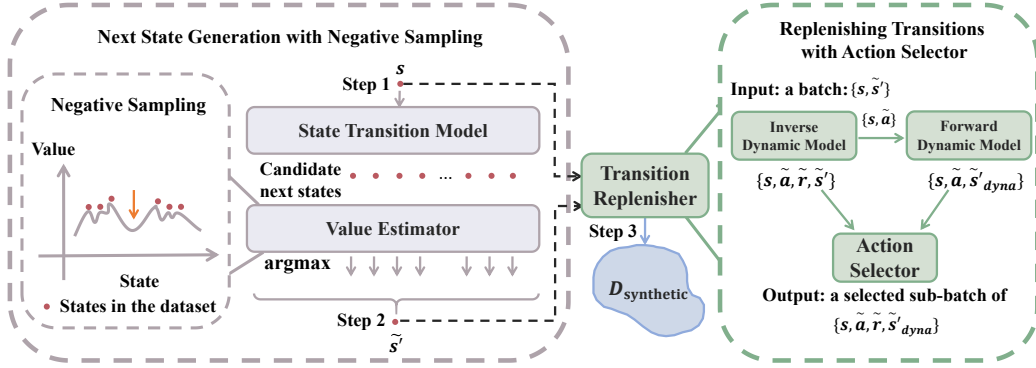 Next State Generation with Negative Sampling
Negative Sampling
Value
State
States in the dataset
Step 1
s
State Transition Model
Candidate
next states
...
Value Estimator
argmax
Step 2
s̃'
Transition
Replenisher
Step 3
D_synthetic
Replenishing Transitions
with Action Selector
Input: a batch: {s, s̃'}
{s, ã}
Inverse
Dynamic Model
Forward
Dynamic Model
{s, ã, r̃, s̃'}
{s, ã, s̃'_dyna}
Action
Selector
Output: a selected sub-batch of
{s, ã, r̃, s̃'_dyna}